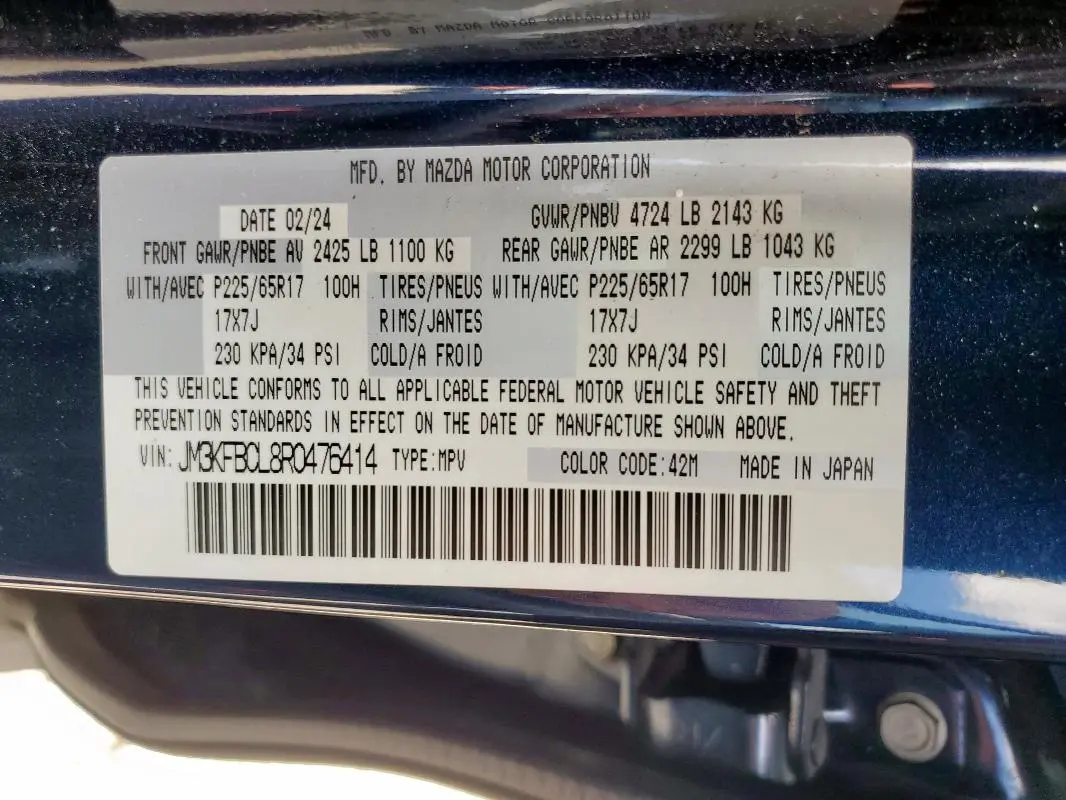 MFD. BY MAZDA MOTOR CORPORATION
MFD. BY MAZDA MOTOR CORPORATION
DATE 02/24 GVWR/PNBV 4724 LB 2143 KG
FRONT GAWR/PNBE AV 2425 LB 1100 KG REAR GAWR/PNBE AR 2299 LB 1043 KG
WITH/AVEC P225/65R17 100H TIRES/PNEUS WITH/AVEC P225/65R17 100H TIRES/PNEUS
17X7J RIMS/JANTES 17X7J RIMS/JANTES
230 KPA/34 PSI COLD/A FROID 230 KPA/34 PSI COLD/A FROID
THIS VEHICLE CONFORMS TO ALL APPLICABLE FEDERAL MOTOR VEHICLE SAFETY AND THEFT
PREVENTION STANDARDS IN EFFECT ON THE DATE OF MANUFACTURE SHOWN ABOVE.
VIN: JM3KFBCL8R0476414 TYPE:MPV COLOR CODE:42M MADE IN JAPAN